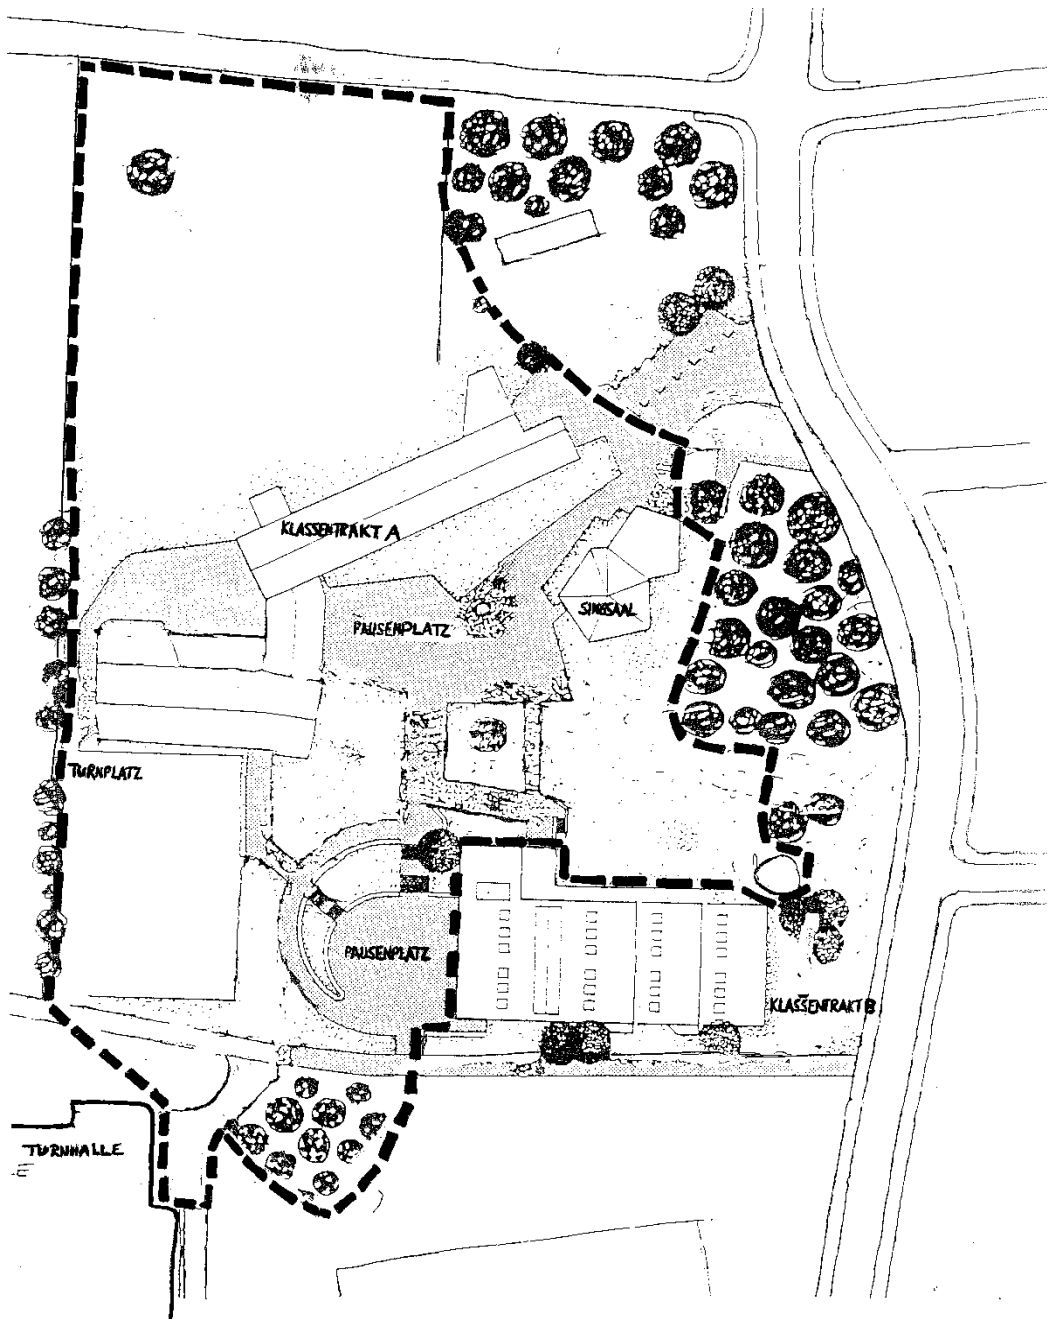 KLASSENTRAKT A
SINGSAAL
PAUSENPLATZ
TURNPLATZ
PAUSENPLATZ
KLASSENTRAKT B
TURNHALLE